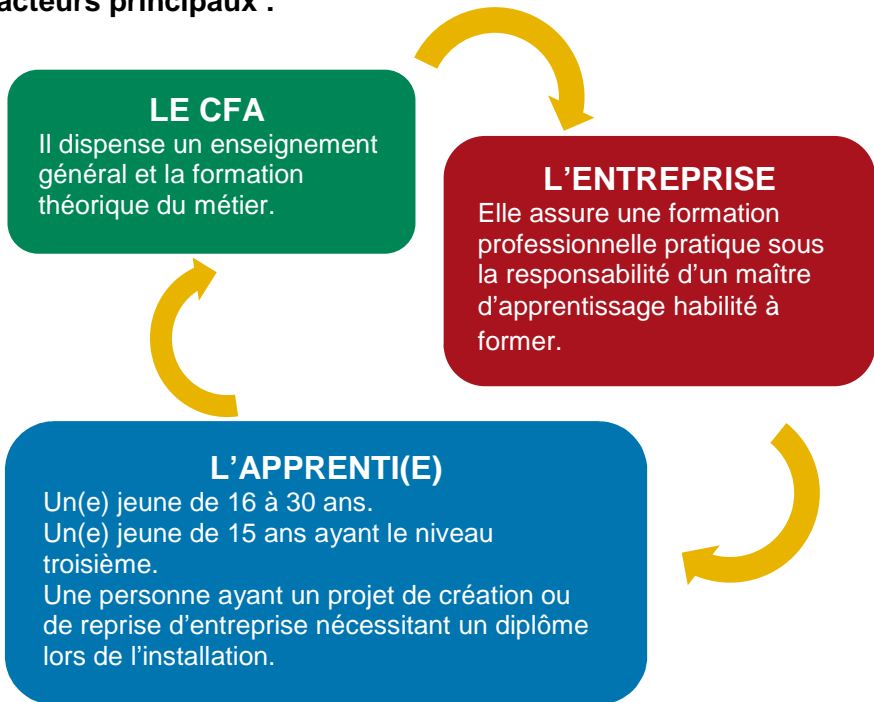 acteurs principaux :
LE CFA
Il dispense un enseignement
général et la formation
théorique du métier.
L’ENTREPRISE
Elle assure une formation
professionnelle pratique sous
la responsabilité d’un maître
d’apprentissage habilité à
former.
L’APPRENTI(E)
Un(e) jeune de 16 à 30 ans.
Un(e) jeune de 15 ans ayant le niveau
troisième.
Une personne ayant un projet de création ou
de reprise d’entreprise nécessitant un diplôme
lors de l’installation.